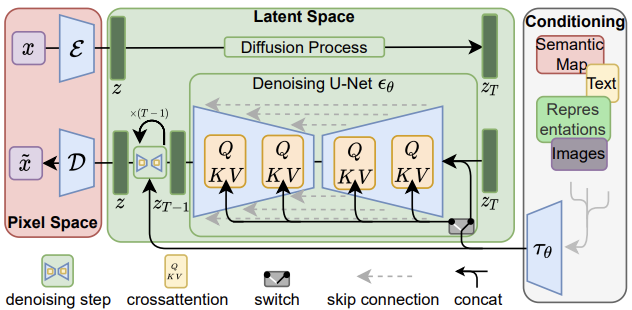 Latent Space
Conditioning
x
ℰ
Diffusion Process
z
z_T
Semantic
Map
Text
Repres
entations
Images
Denoising U-Net ϵ_θ
×(T−1)
Q
K V
Q
K V
Q
K V
Q
K V
x̃
𝒟
z
z_{T−1}
z_T
Pixel Space
τ_θ
Q
K V
denoising step
crossattention
switch
skip connection
concat